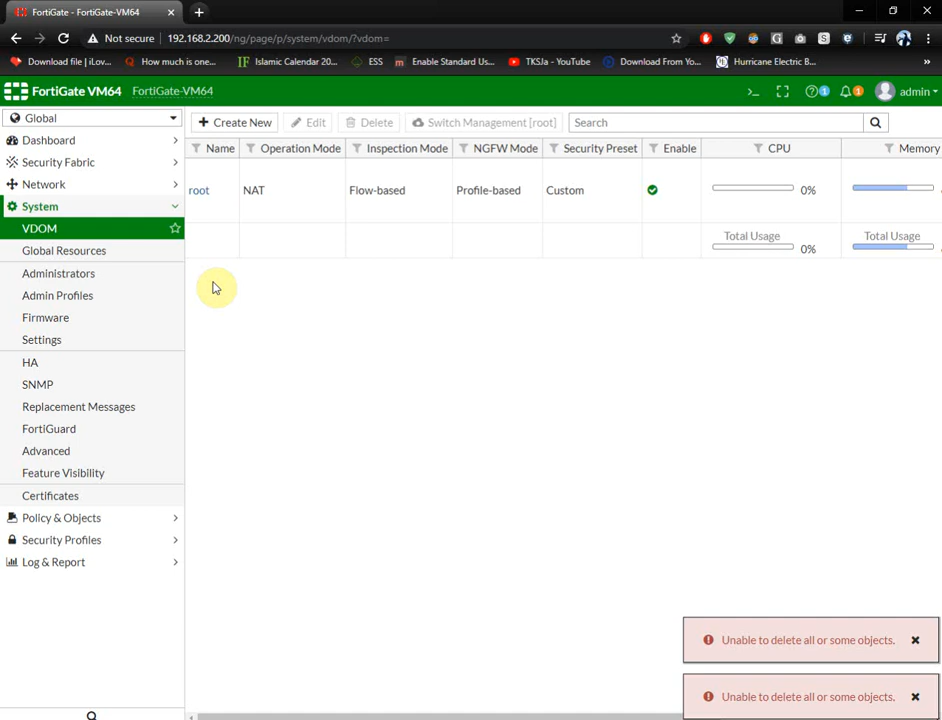 FortiGate - FortiGate-VM64
Not secure 192.168.2.200/ng/page/p/system/vdom/?vdom=
Download file | iLov... How much is one... Islamic Calendar 20... ESS Enable Standard Us... TKSJa - YouTube Download From Yo... Hurricane Electric B... »
FortiGate VM64 FortiGate-VM64 1 1 admin
Global
Create New Edit Delete Switch Management [root] Search
Dashboard
Security Fabric
Network
System
VDOM
Global Resources
Administrators
Admin Profiles
Firmware
Settings
HA
SNMP
Replacement Messages
FortiGuard
Advanced
Feature Visibility
Certificates
Policy & Objects
Security Profiles
Log & Report
Name Operation Mode Inspection Mode NGFW Mode Security Preset Enable CPU Memory
root NAT Flow-based Profile-based Custom 0%
Total Usage Total Usage
0%
Unable to delete all or some objects.
Unable to delete all or some objects.